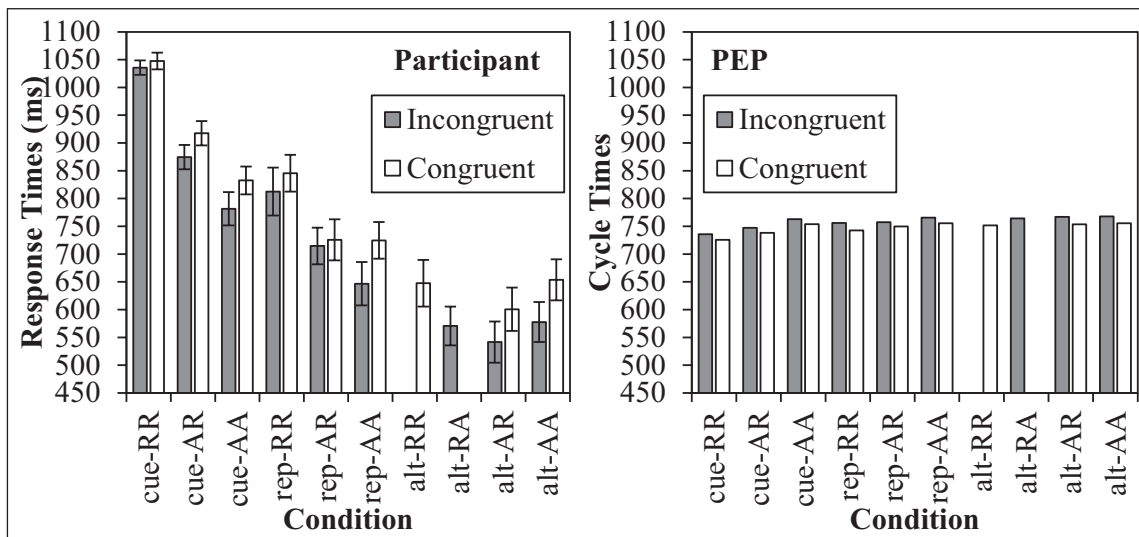 Response Times (ms)
1100
1050
1000
950
900
850
800
750
700
650
600
550
500
450
Participant
Incongruent
Congruent
cue-RR
cue-AR
cue-AA
rep-RR
rep-AR
rep-AA
alt-RR
alt-RA
alt-AR
alt-AA
Condition
Cycle Times
1100
1050
1000
950
900
850
800
750
700
650
600
550
500
450
PEP
Incongruent
Congruent
cue-RR
cue-AR
cue-AA
rep-RR
rep-AR
rep-AA
alt-RR
alt-RA
alt-AR
alt-AA
Condition